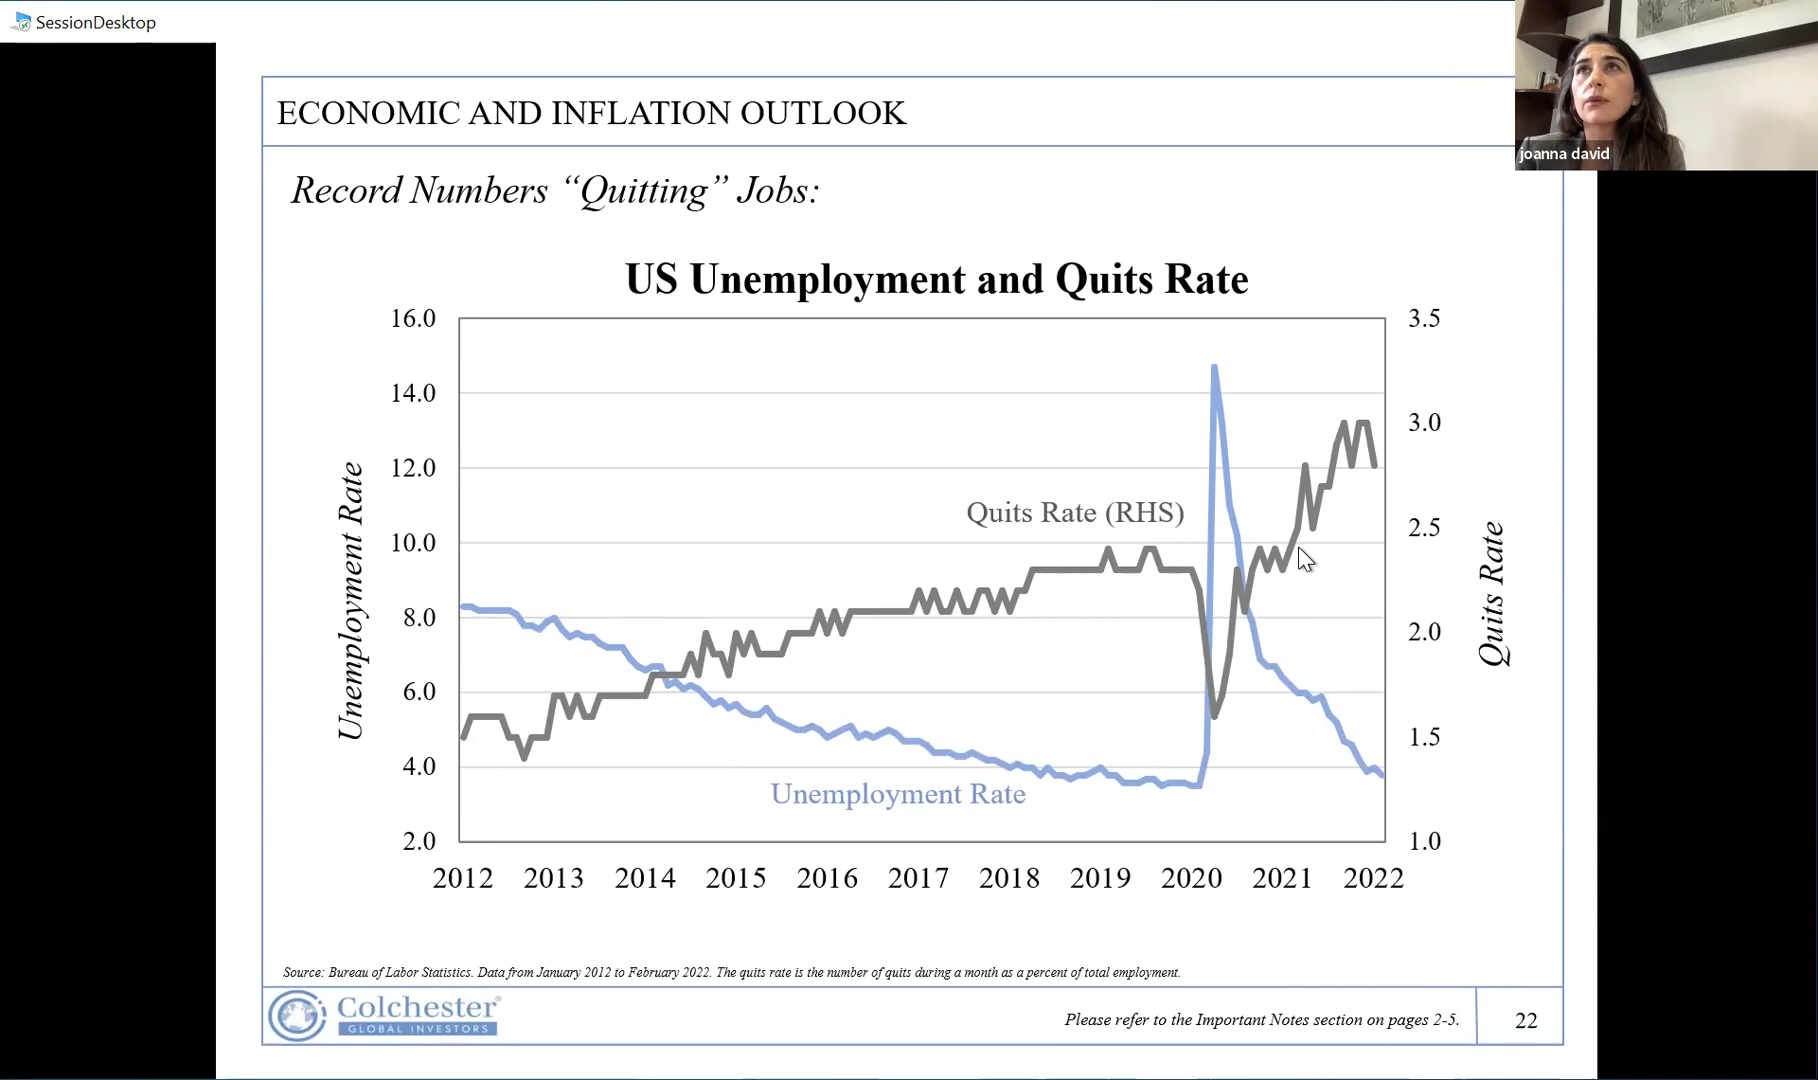 SessionDesktop
joanna david
ECONOMIC AND INFLATION OUTLOOK
Record Numbers “Quitting” Jobs:
US Unemployment and Quits Rate
16.0
14.0
12.0
10.0
8.0
6.0
4.0
2.0
Unemployment Rate
3.5
3.0
2.5
2.0
1.5
1.0
Quits Rate
Quits Rate (RHS)
Unemployment Rate
2012 2013 2014 2015 2016 2017 2018 2019 2020 2021 2022
Source: Bureau of Labor Statistics. Data from January 2012 to February 2022. The quits rate is the number of quits during a month as a percent of total employment.
Colchester®
GLOBAL INVESTORS
Please refer to the Important Notes section on pages 2-5.
22